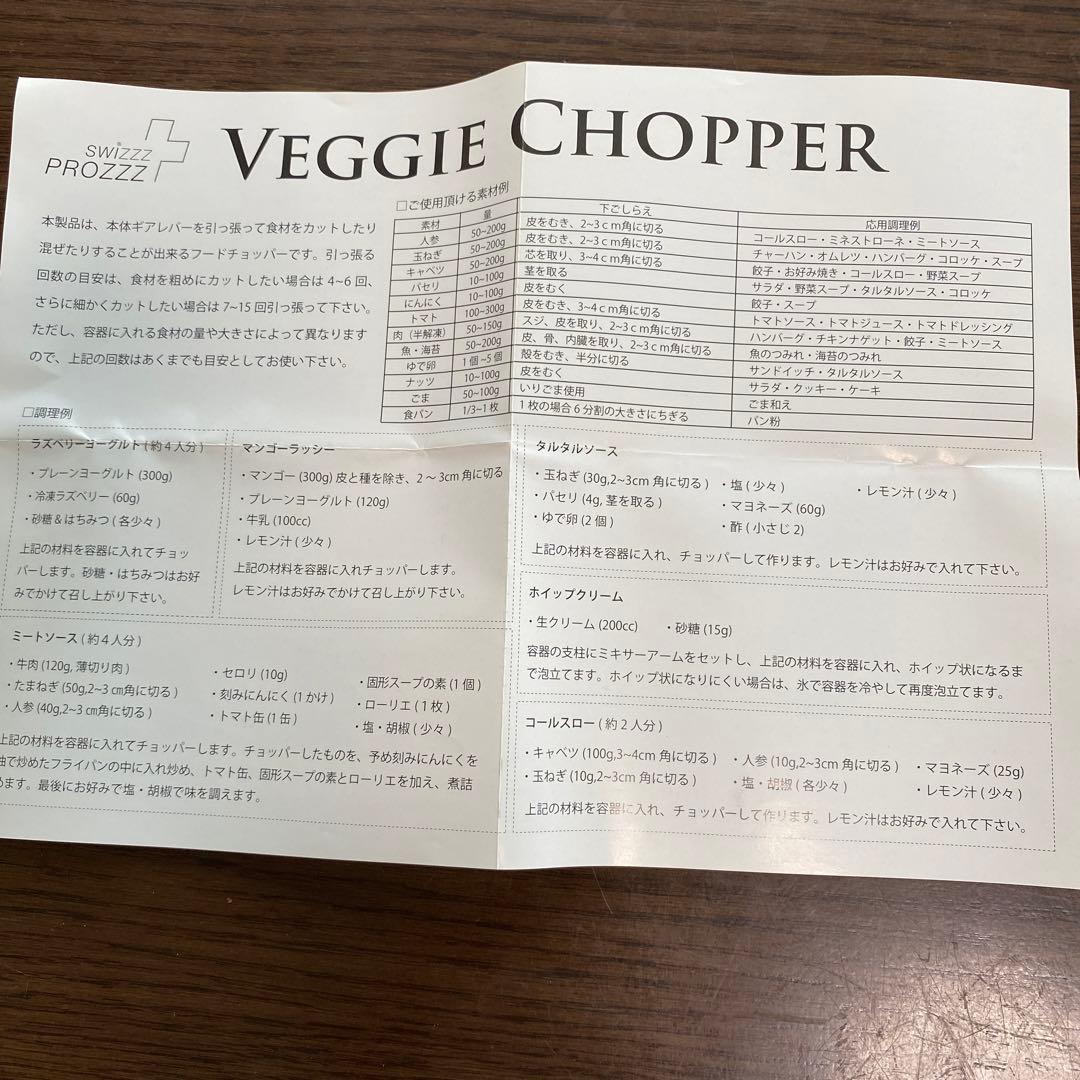 SWiZZZ
PROZZZ
VEGGIE CHOPPER
本製品は、本体ギアレバーを引っ張って食材をカットしたり
混ぜたりすることが出来るフードチョッパーです。引っ張る
回数の目安は、食材を粗めにカットしたい場合は 4~6 回、
さらに細かくカットしたい場合は 7~15 回引っ張って下さい。
ただし、容器に入れる食材の量や大きさによって異なります
ので、上記の回数はあくまでも目安としてお使い下さい。
□ご使用頂ける素材例
素材 量 下ごしらえ 応用調理例
人参 50~200g 皮をむき、2~3ｃｍ角に切る コールスロー・ミネストローネ・ミートソース
玉ねぎ 50~200g 皮をむき、2~3ｃｍ角に切る チャーハン・オムレツ・ハンバーグ・コロッケ・スープ
キャベツ 50~200g 芯を取り、3~4ｃｍ角に切る 餃子・お好み焼き・コールスロー・野菜スープ
パセリ 10~100g 茎を取る サラダ・野菜スープ・タルタルソース・コロッケ
にんにく 10~100g 皮をむく 餃子・スープ
トマト 100~300g 皮をむき、3~4ｃｍ角に切る トマトソース・トマトジュース・トマトドレッシング
肉（半解凍） 50~150g スジ、皮を取り、2~3ｃｍ角に切る ハンバーグ・チキンナゲット・餃子・ミートソース
魚・海苔 50~200g 皮、骨、内臓を取り、2~3ｃｍ角に切る 魚のつみれ・海苔のつみれ
ゆで卵 1個~5個 殻をむき、半分に切る サンドイッチ・タルタルソース
ナッツ 10~100g 皮をむく サラダ・クッキー・ケーキ
ごま 50~100g いりごま使用 ごま和え
食パン 1/3~1枚 1枚の場合6分割の大きさにちぎる パン粉
□調理例
ラズベリーヨーグルト ( 約 4 人分 )
・プレーンヨーグルト (300g)
・冷凍ラズベリー (60g)
・砂糖＆はちみつ ( 各少々 )
上記の材料を容器に入れてチョッ
パーします。砂糖・はちみつはお好
みでかけて召し上がり下さい。
マンゴーラッシー
・マンゴー (300g) 皮と種を除き、2 ～ 3cm 角に切る
・プレーンヨーグルト (120g)
・牛乳 (100cc)
・レモン汁 ( 少々 )
上記の材料を容器に入れチョッパーします。
レモン汁はお好みでかけて召し上がり下さい。
ミートソース ( 約 4 人分 )
・牛肉 (120g, 薄切り肉 )
・たまねぎ (50g,2~3 ㎝角に切る )
・人参 (40g,2~3 ㎝角に切る )
・セロリ (10g)
・刻みにんにく (1 かけ )
・トマト缶 (1 缶 )
・固形スープの素 (1 個 )
・ローリエ (1 枚 )
・塩・胡椒 ( 少々 )
上記の材料を容器に入れてチョッパーします。チョッパーしたものを、予め刻みにんにくを
油で炒めたフライパンの中に入れ炒め、トマト缶、固形スープの素とローリエを加え、煮詰
めます。最後にお好みで塩・胡椒で味を調えます。
タルタルソース
・玉ねぎ (30g,2~3cm 角に切る )
・パセリ (4g, 茎を取る )
・ゆで卵 (2 個 )
・塩 ( 少々 )
・マヨネーズ (60g)
・酢 ( 小さじ 2)
・レモン汁 ( 少々 )
上記の材料を容器に入れ、チョッパーして作ります。レモン汁はお好みで入れて下さい。
ホイップクリーム
・生クリーム (200cc) ・砂糖 (15g)
容器の支柱にミキサーアームをセットし、上記の材料を容器に入れ、ホイップ状になるま
で泡立てます。ホイップ状になりにくい場合は、氷で容器を冷やして再度泡立てます。
コールスロー ( 約 2 人分 )
・キャベツ (100g,3~4cm 角に切る )
・玉ねぎ (10g,2~3cm 角に切る )
・人参 (10g,2~3cm 角に切る )
・塩・胡椒 ( 各少々 )
・マヨネーズ (25g)
・レモン汁 ( 少々 )
上記の材料を容器に入れ、チョッパーして作ります。レモン汁はお好みで入れて下さい。